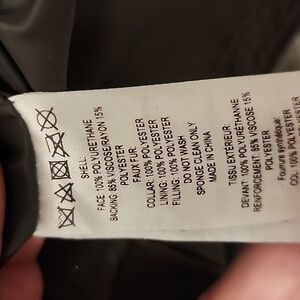 SHELL:
FACE: 100% POLYURETHANE
BACKING: 85% VISCOSE/RAYON 15%
POLYESTER
FAUX FUR:
COLLAR: 100% POLYESTER
LINING: 100% POLYESTER
FILLING: 100% POLYESTER
DO NOT WASH
SPONGE CLEAN ONLY
MADE IN CHINA
TISSU EXTERIEUR:
DEVANT: 100% POLYURETHANE
RENFORCEMENT: 85% VISCOSE 15%
POLYESTER
Fourrure synthétique:
COL: 100% POLYESTER